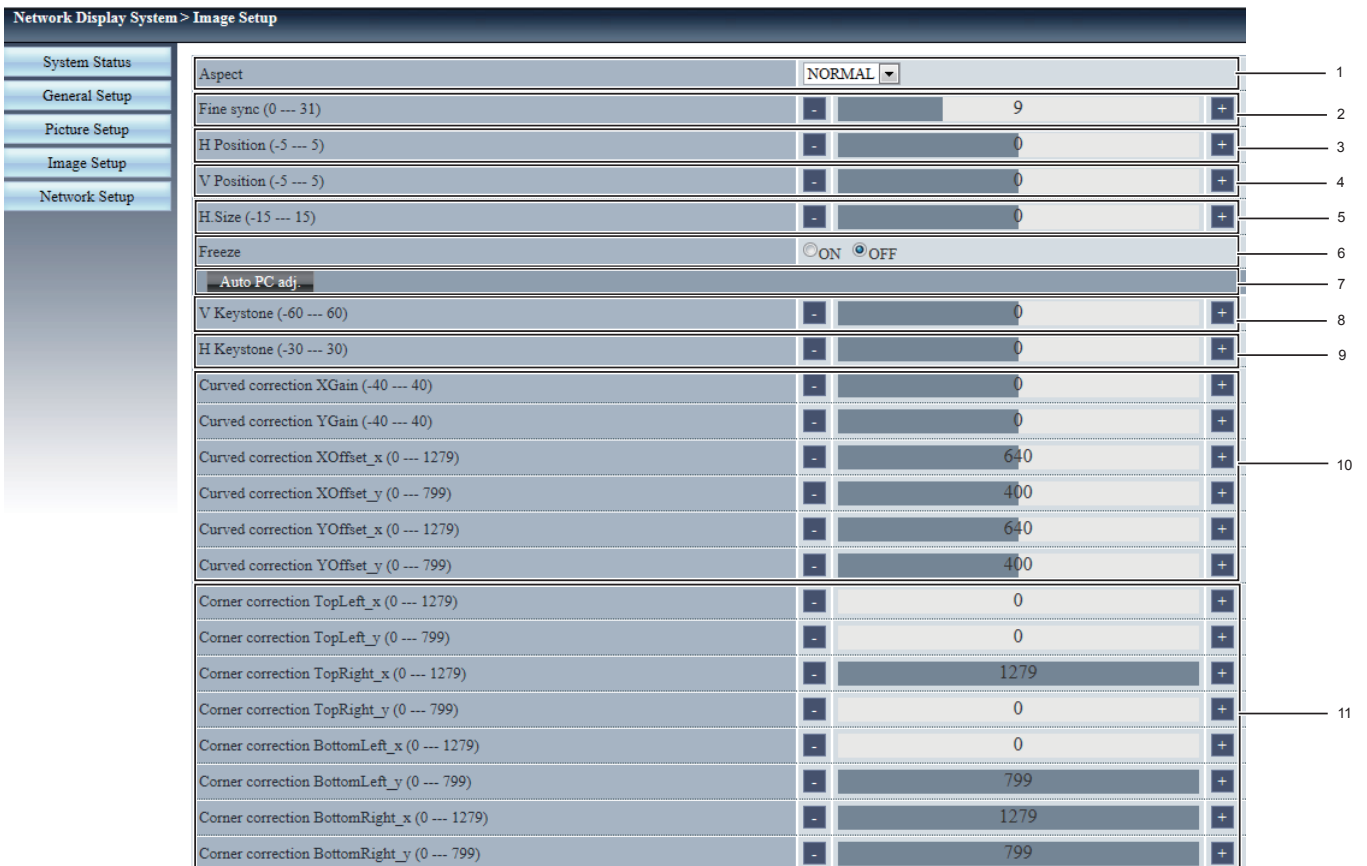 Network Display System > Image Setup
System Status
General Setup
Picture Setup
Image Setup
Network Setup
Aspect NORMAL 1
Fine sync (0 --- 31) - 9 + 2
H Position (-5 --- 5) - 0 + 3
V Position (-5 --- 5) - 0 + 4
H.Size (-15 --- 15) - 0 + 5
Freeze ON OFF 6
Auto PC adj. 7
V Keystone (-60 --- 60) - 0 + 8
H Keystone (-30 --- 30) - 0 + 9
Curved correction XGain (-40 --- 40) - 0 +
Curved correction YGain (-40 --- 40) - 0 +
Curved correction XOffset_x (0 --- 1279) - 640 + 10
Curved correction XOffset_y (0 --- 799) - 400 +
Curved correction YOffset_x (0 --- 1279) - 640 +
Curved correction YOffset_y (0 --- 799) - 400 +
Corner correction TopLeft_x (0 --- 1279) - 0 +
Corner correction TopLeft_y (0 --- 799) - 0 +
Corner correction TopRight_x (0 --- 1279) - 1279 +
Corner correction TopRight_y (0 --- 799) - 0 + 11
Corner correction BottomLeft_x (0 --- 1279) - 0 +
Corner correction BottomLeft_y (0 --- 799) - 799 +
Corner correction BottomRight_x (0 --- 1279) - 1279 +
Corner correction BottomRight_y (0 --- 799) - 799 +